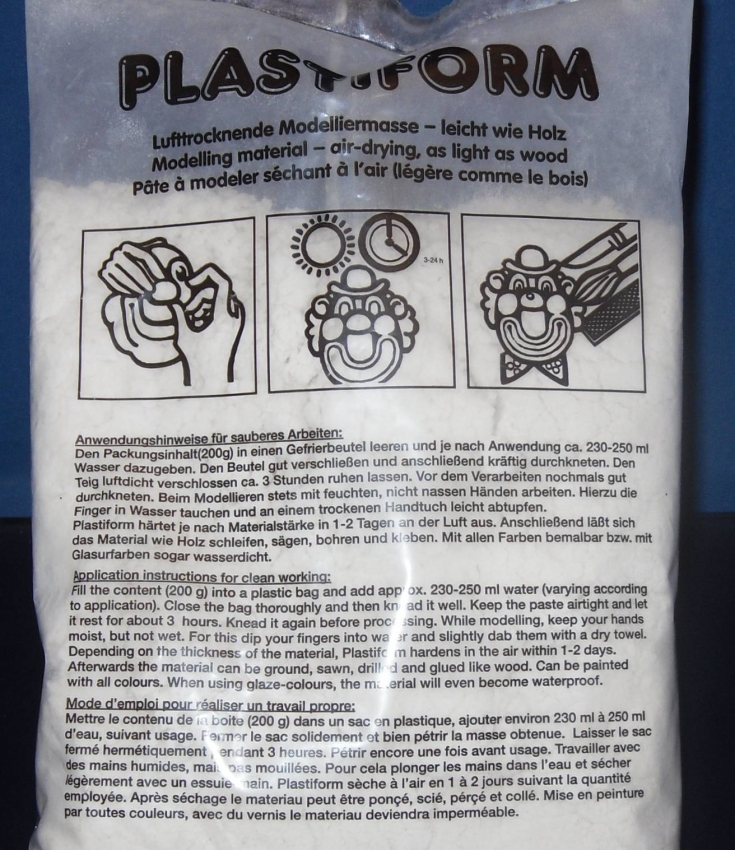 PLASTIFORM
Lufttrocknende Modelliermasse – leicht wie Holz
Modelling material – air-drying, as light as wood
Pâte à modeler séchant à l'air (légère comme le bois)
3-24 h
Anwendungshinweise für sauberes Arbeiten:
Den Packungsinhalt(200g) in einen Gefrierbeutel leeren und je nach Anwendung ca. 230-250 ml
Wasser dazugeben. Den Beutel gut verschließen und anschließend kräftig durchkneten. Den
Teig luftdicht verschlossen ca. 3 Stunden ruhen lassen. Vor dem Verarbeiten nochmals gut
durchkneten. Beim Modellieren stets mit feuchten, nicht nassen Händen arbeiten. Hierzu die
Finger in Wasser tauchen und an einem trockenen Handtuch leicht abtupfen.
Plastiform härtet je nach Materialstärke in 1-2 Tagen an der Luft aus. Anschließend läßt sich
das Material wie Holz schleifen, sägen, bohren und kleben. Mit allen Farben bemalbar bzw. mit
Glasurfarben sogar wasserdicht.
Application instructions for clean working:
Fill the content (200 g) into a plastic bag and add approx. 230-250 ml water (varying according
to application). Close the bag thoroughly and then knead it well. Keep the paste airtight and let
it rest for about 3 hours. Knead it again before processing. While modelling, keep your hands
moist, but not wet. For this dip your fingers into water and slightly dab them with a dry towel.
Depending on the thickness of the material, Plastiform hardens in the air within 1-2 days.
Afterwards the material can be ground, sawn, drilled and glued like wood. Can be painted
with all colours. When using glaze-colours, the material will even become waterproof.
Mode d'emploi pour réaliser un travail propre:
Mettre le contenu de la boite (200 g) dans un sac en plastique, ajouter environ 230 ml à 250 ml
d'eau, suivant usage. Fermer le sac solidement et bien pétrir la masse obtenue. Laisser le sac
fermé hermétiquement pendant 3 heures. Pétrir encore une fois avant usage. Travailler avec
des mains humides, mais pas mouillées. Pour cela plonger les mains dans l'eau et sécher
légèrement avec un essuie main. Plastiform sèche à l'air en 1 à 2 jours suivant la quantité
employée. Après séchage le materiau peut être ponçé, scié, pérçé et collé. Mise en peinture
par toutes couleurs, avec du vernis le materiau deviendra imperméable.